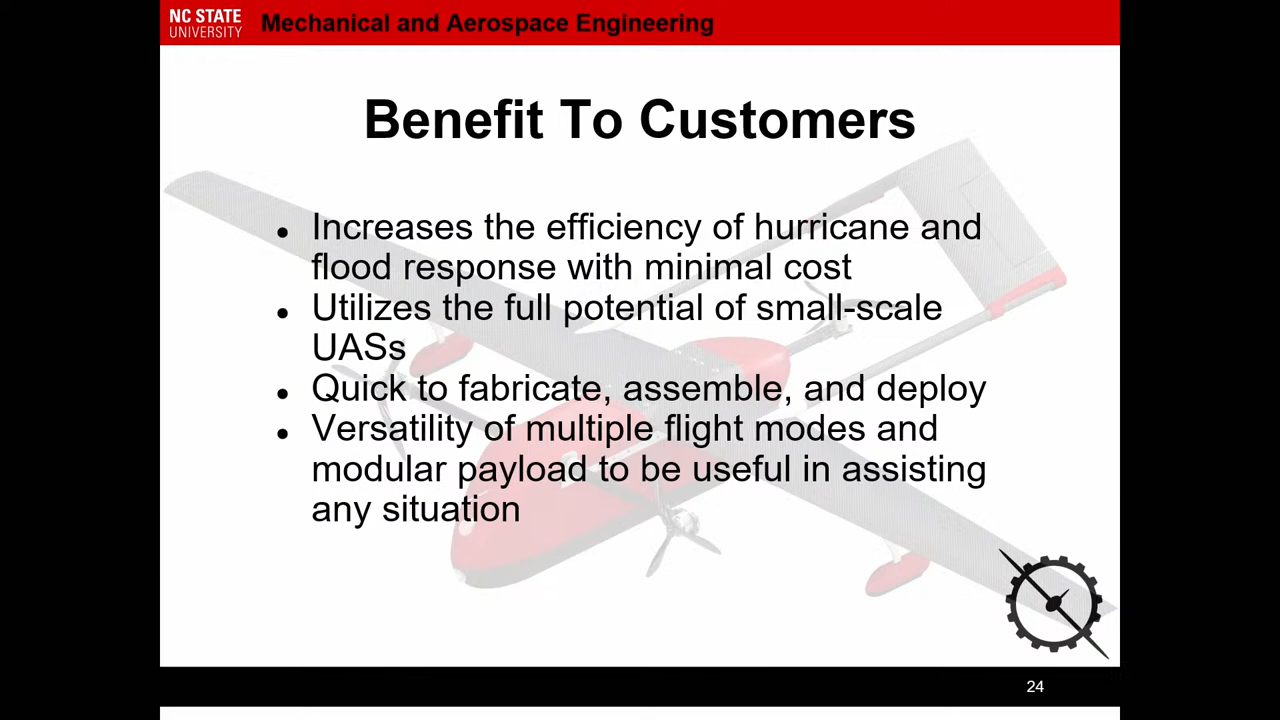 NC STATE
UNIVERSITY
Mechanical and Aerospace Engineering
Benefit To Customers
• Increases the efficiency of hurricane and
flood response with minimal cost
• Utilizes the full potential of small-scale
UASs
• Quick to fabricate, assemble, and deploy
• Versatility of multiple flight modes and
modular payload to be useful in assisting
any situation
24